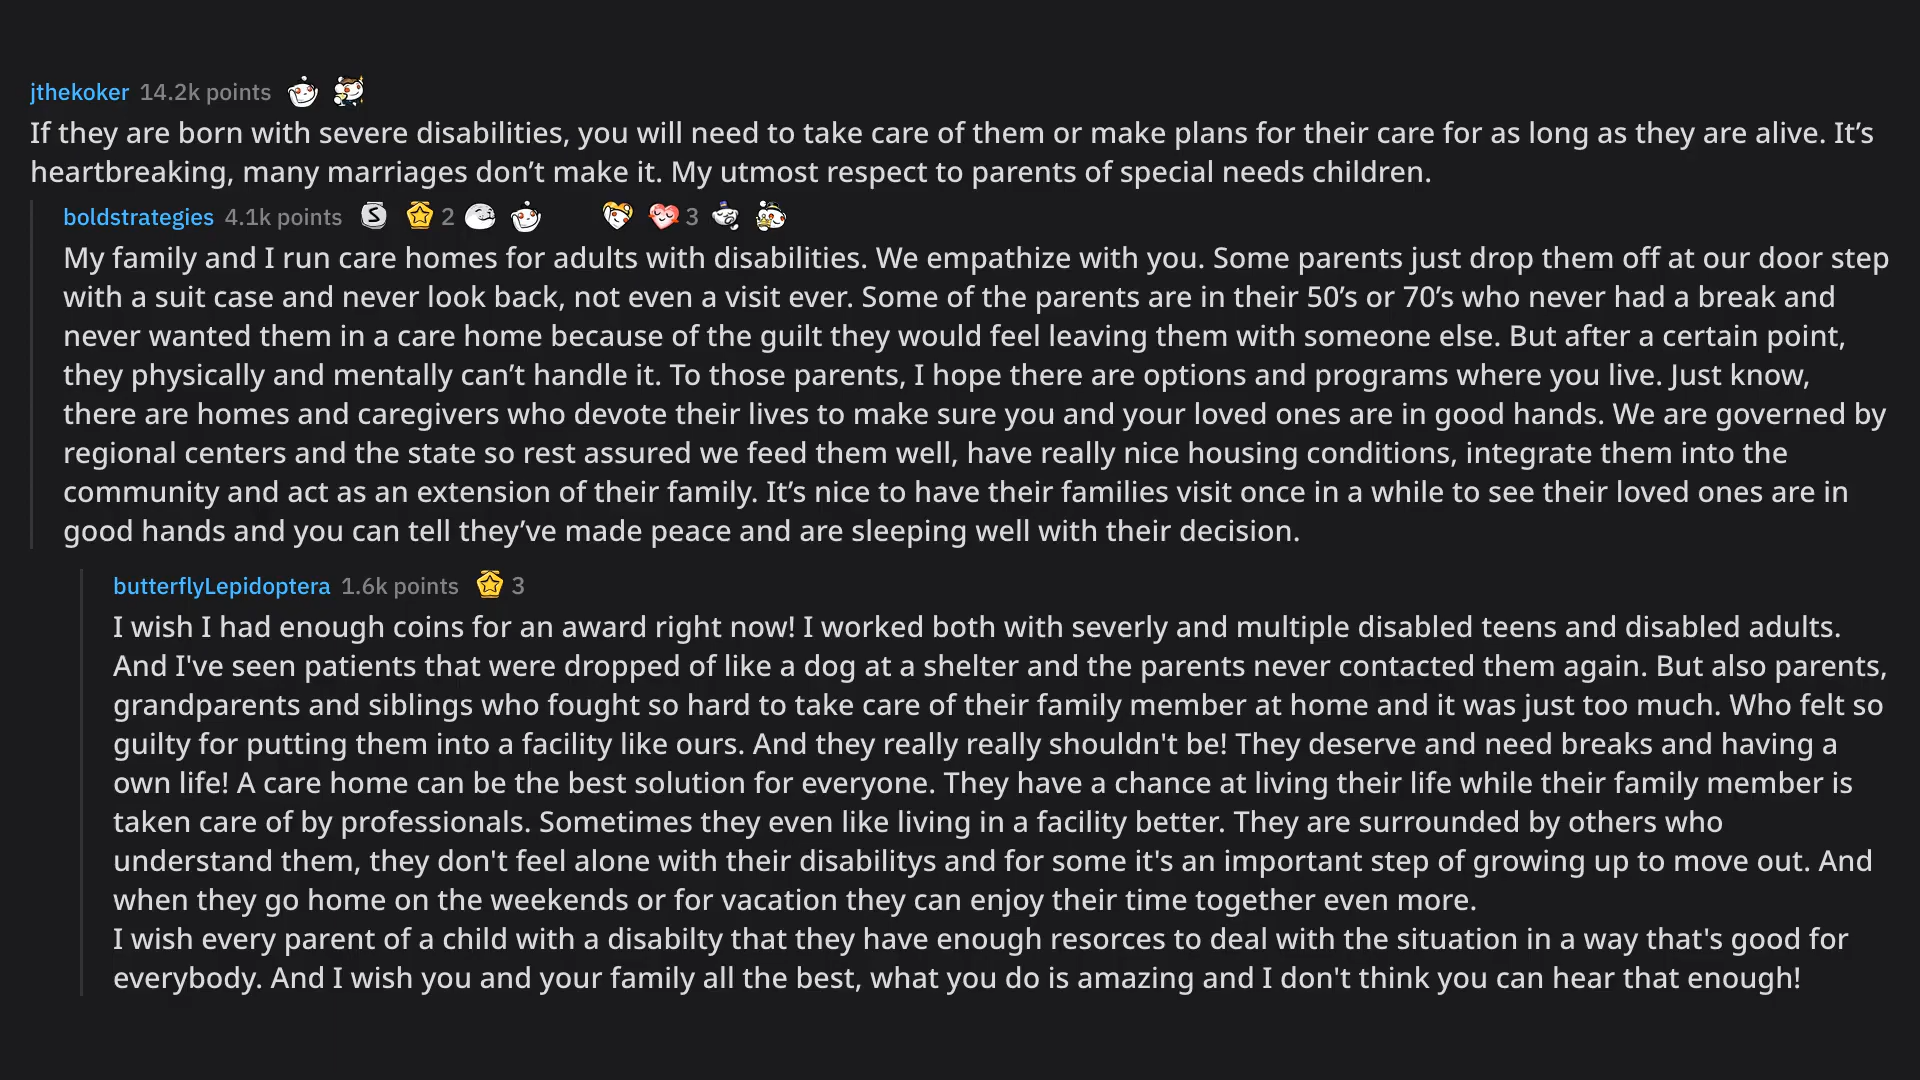 jthekoker 14.2k points
If they are born with severe disabilities, you will need to take care of them or make plans for their care for as long as they are alive. It’s
heartbreaking, many marriages don’t make it. My utmost respect to parents of special needs children.
boldstrategies 4.1k points S 2 3
My family and I run care homes for adults with disabilities. We empathize with you. Some parents just drop them off at our door step
with a suit case and never look back, not even a visit ever. Some of the parents are in their 50’s or 70’s who never had a break and
never wanted them in a care home because of the guilt they would feel leaving them with someone else. But after a certain point,
they physically and mentally can’t handle it. To those parents, I hope there are options and programs where you live. Just know,
there are homes and caregivers who devote their lives to make sure you and your loved ones are in good hands. We are governed by
regional centers and the state so rest assured we feed them well, have really nice housing conditions, integrate them into the
community and act as an extension of their family. It’s nice to have their families visit once in a while to see their loved ones are in
good hands and you can tell they’ve made peace and are sleeping well with their decision.
butterflyLepidoptera 1.6k points 3
I wish I had enough coins for an award right now! I worked both with severly and multiple disabled teens and disabled adults.
And I've seen patients that were dropped of like a dog at a shelter and the parents never contacted them again. But also parents,
grandparents and siblings who fought so hard to take care of their family member at home and it was just too much. Who felt so
guilty for putting them into a facility like ours. And they really really shouldn't be! They deserve and need breaks and having a
own life! A care home can be the best solution for everyone. They have a chance at living their life while their family member is
taken care of by professionals. Sometimes they even like living in a facility better. They are surrounded by others who
understand them, they don't feel alone with their disabilitys and for some it's an important step of growing up to move out. And
when they go home on the weekends or for vacation they can enjoy their time together even more.
I wish every parent of a child with a disabilty that they have enough resorces to deal with the situation in a way that's good for
everybody. And I wish you and your family all the best, what you do is amazing and I don't think you can hear that enough!